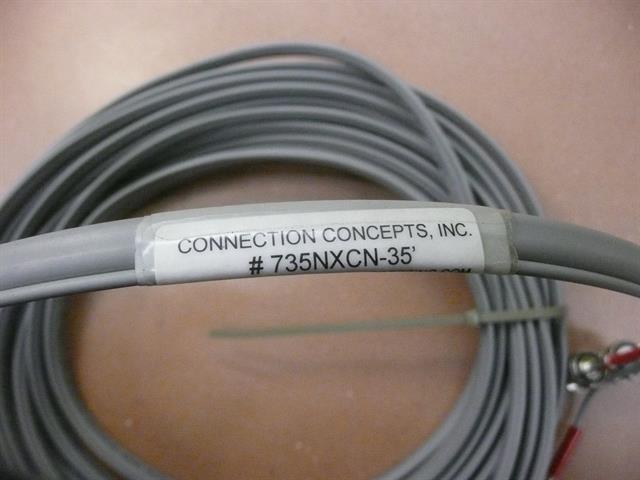 CONNECTION CONCEPTS, INC.
# 735NXCN-35'